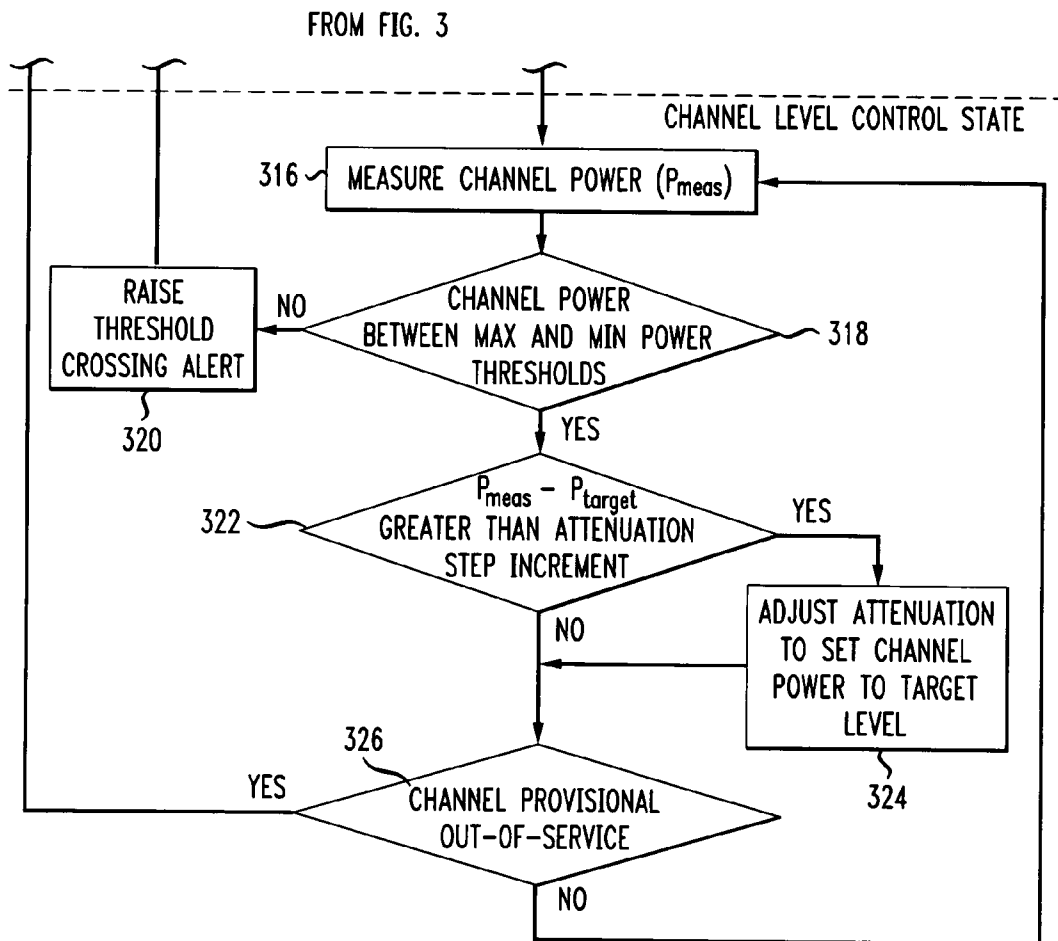 FROM FIG. 3
CHANNEL LEVEL CONTROL STATE
316
MEASURE CHANNEL POWER (Pmeas)
RAISE
THRESHOLD
CROSSING ALERT
320
NO
CHANNEL POWER
BETWEEN MAX AND MIN POWER
THRESHOLDS
318
YES
322
Pmeas – Ptarget
GREATER THAN ATTENUATION
STEP INCREMENT
YES
NO
ADJUST ATTENUATION
TO SET CHANNEL
POWER TO TARGET
LEVEL
324
326
YES
CHANNEL PROVISIONAL
OUT-OF-SERVICE
NO